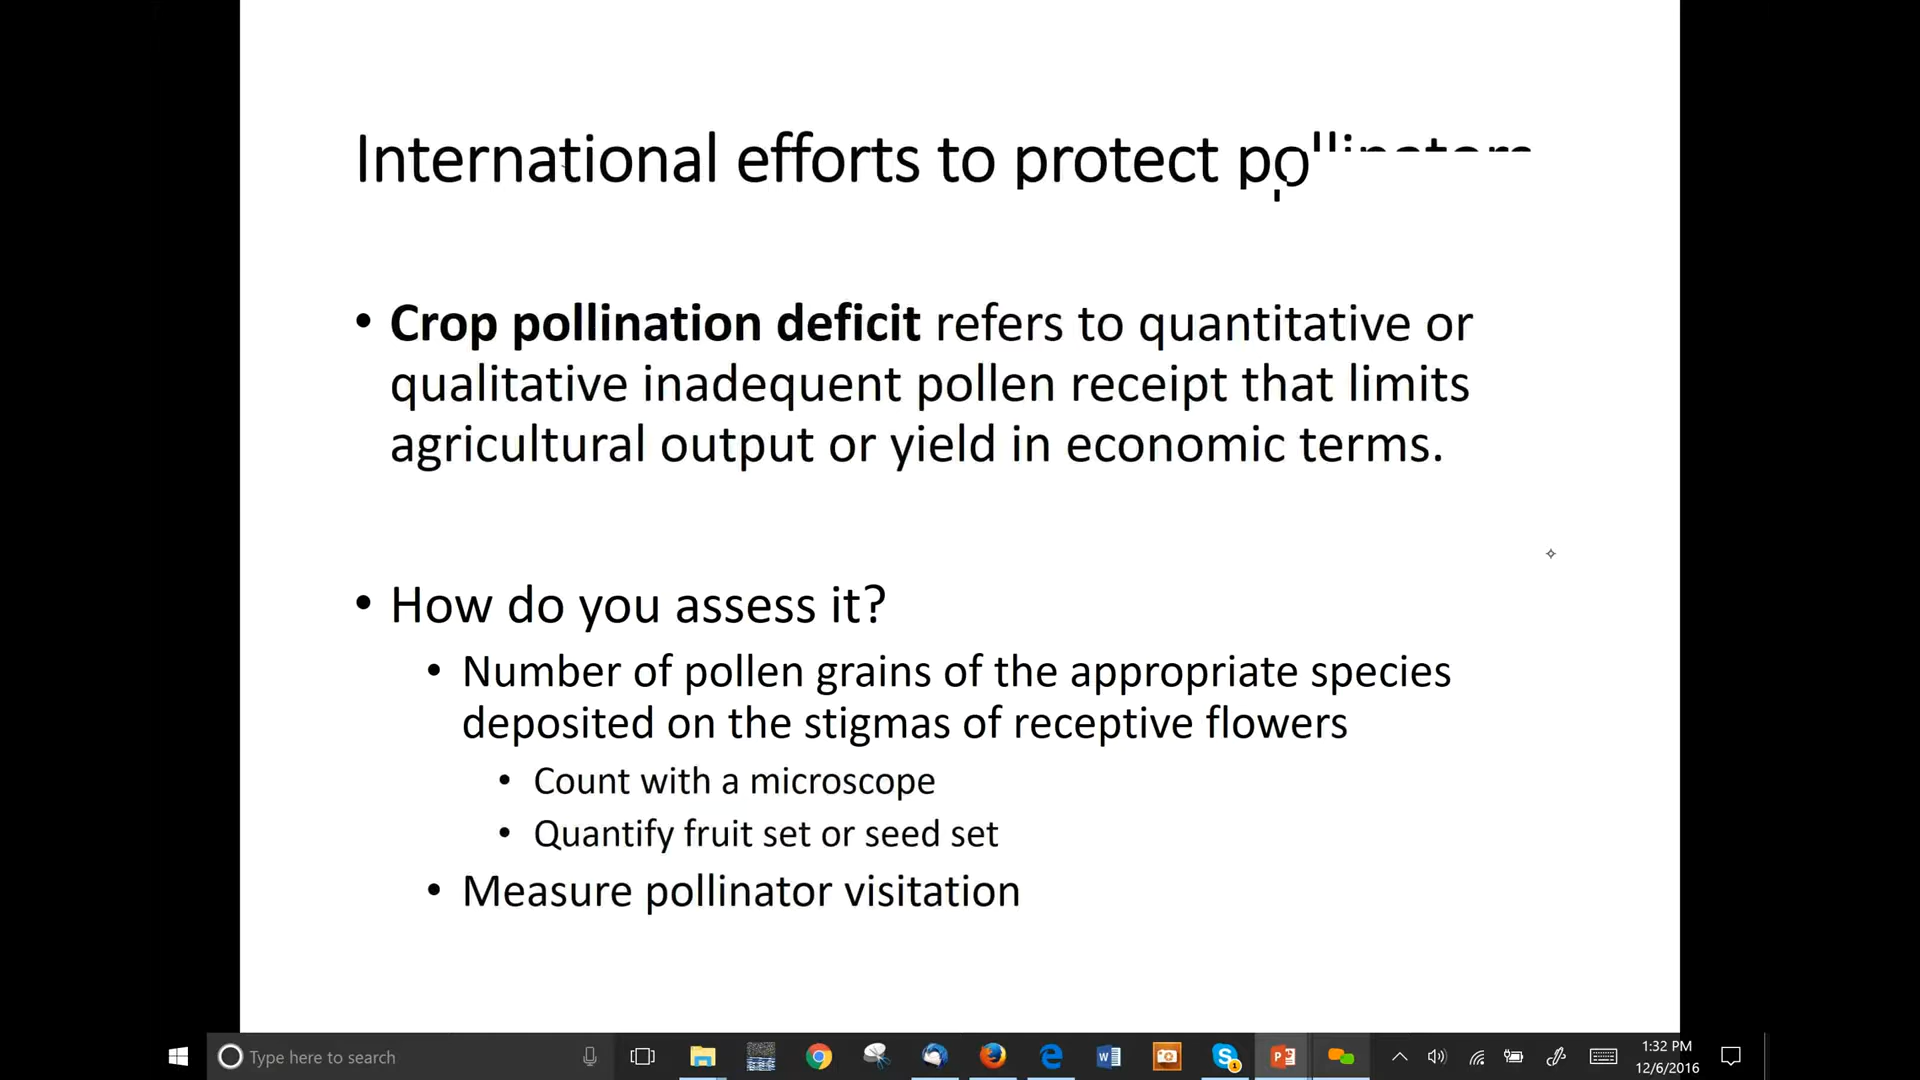 International efforts to protect pollinators
• Crop pollination deficit refers to quantitative or
qualitative inadequent pollen receipt that limits
agricultural output or yield in economic terms.
• How do you assess it?
• Number of pollen grains of the appropriate species
deposited on the stigmas of receptive flowers
• Count with a microscope
• Quantify fruit set or seed set
• Measure pollinator visitation
Type here to search
1:32 PM
12/6/2016